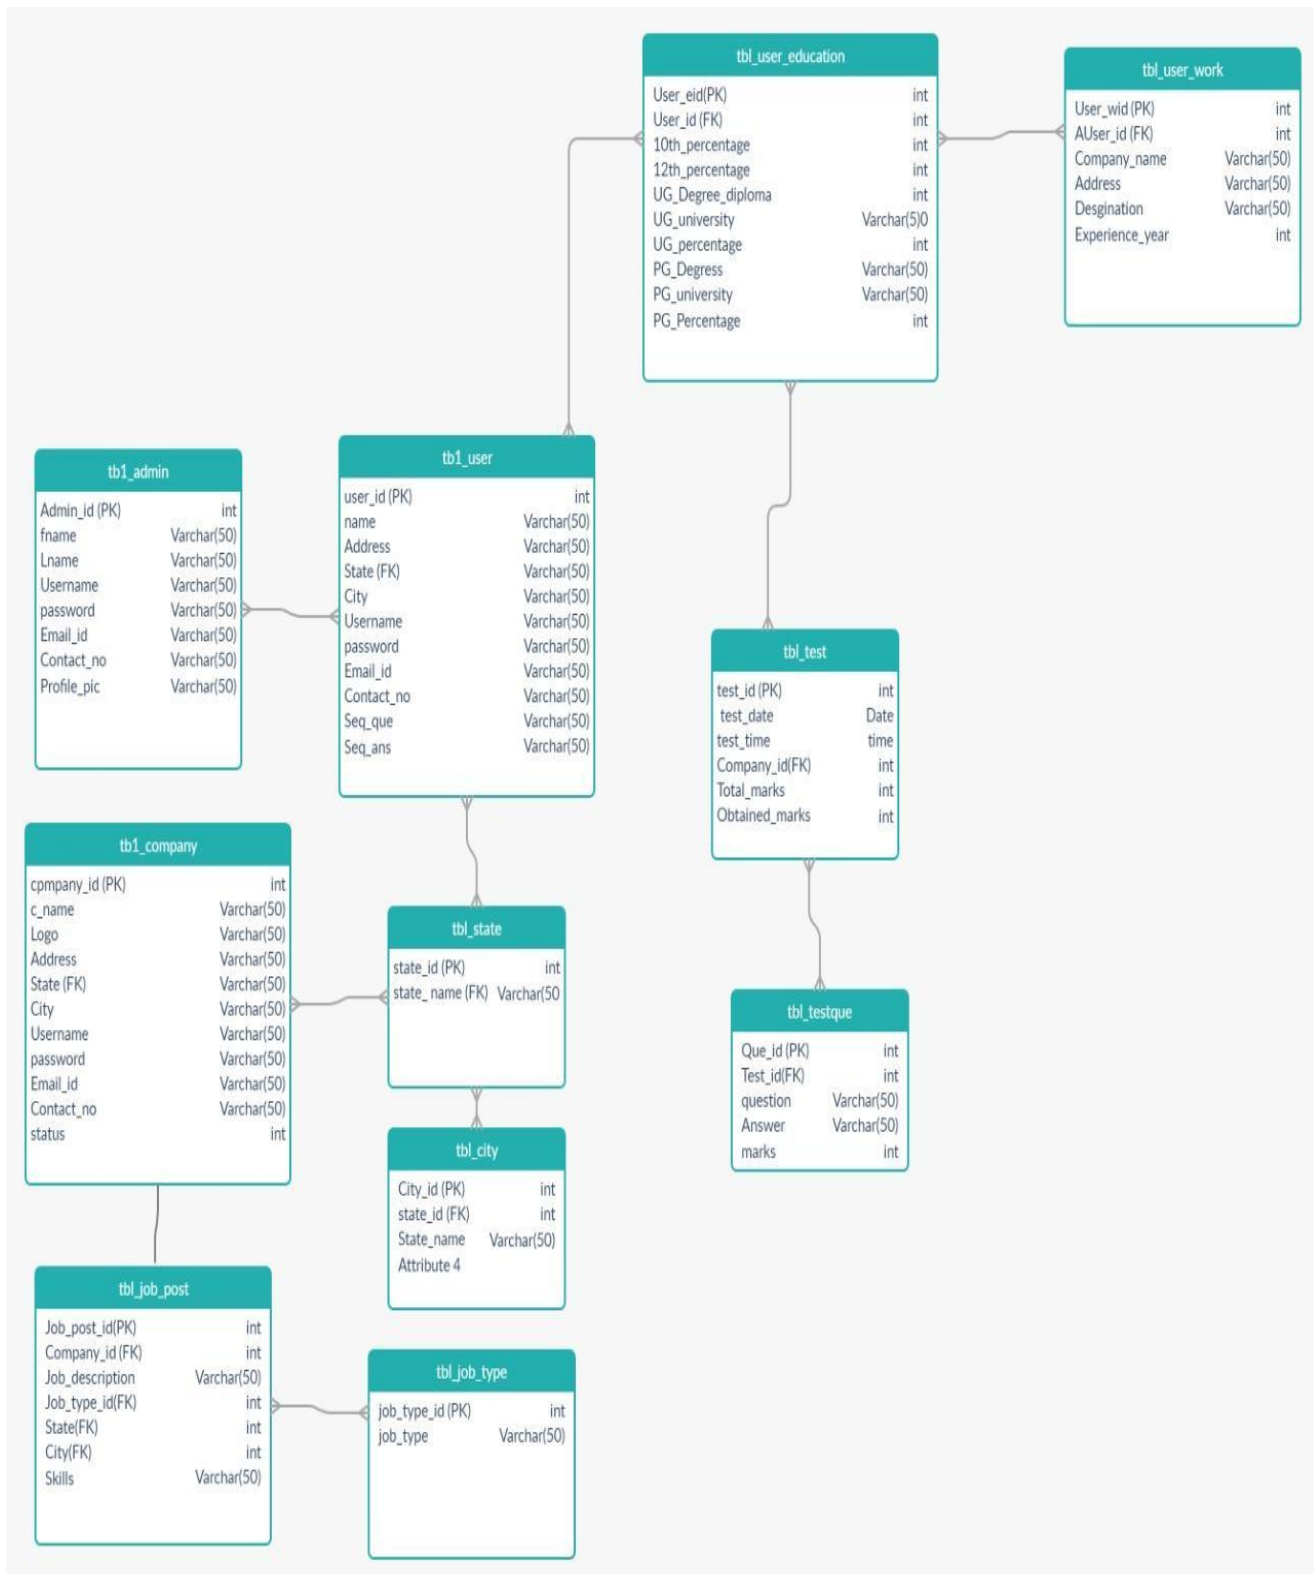 tbl_user_education
User_eid(PK) int
User_id (FK) int
10th_percentage int
12th_percentage int
UG_Degree_diploma int
UG_university Varchar(5)0
UG_percentage int
PG_Degress Varchar(50)
PG_university Varchar(50)
PG_Percentage int
tbl_user_work
User_wid (PK) int
AUser_id (FK) int
Company_name Varchar(50)
Address Varchar(50)
Desgination Varchar(50)
Experience_year int
tb1_admin
Admin_id (PK) int
fname Varchar(50)
Lname Varchar(50)
Username Varchar(50)
password Varchar(50)
Email_id Varchar(50)
Contact_no Varchar(50)
Profile_pic Varchar(50)
tb1_user
user_id (PK) int
name Varchar(50)
Address Varchar(50)
State (FK) Varchar(50)
City Varchar(50)
Username Varchar(50)
password Varchar(50)
Email_id Varchar(50)
Contact_no Varchar(50)
Seq_que Varchar(50)
Seq_ans Varchar(50)
tbl_test
test_id (PK) int
test_date Date
test_time time
Company_id(FK) int
Total_marks int
Obtained_marks int
tb1_company
cpmpany_id (PK) int
c_name Varchar(50)
Logo Varchar(50)
Address Varchar(50)
State (FK) Varchar(50)
City Varchar(50)
Username Varchar(50)
password Varchar(50)
Email_id Varchar(50)
Contact_no Varchar(50)
status int
tbl_state
state_id (PK) int
state_ name (FK) Varchar(50
tbl_testque
Que_id (PK) int
Test_id(FK) int
question Varchar(50)
Answer Varchar(50)
marks int
tbl_city
City_id (PK) int
state_id (FK) int
State_name Varchar(50)
Attribute 4
tbl_job_post
Job_post_id(PK) int
Company_id (FK) int
Job_description Varchar(50)
Job_type_id(FK) int
State(FK) int
City(FK) int
Skills Varchar(50)
tbl_job_type
job_type_id (PK) int
job_type Varchar(50)